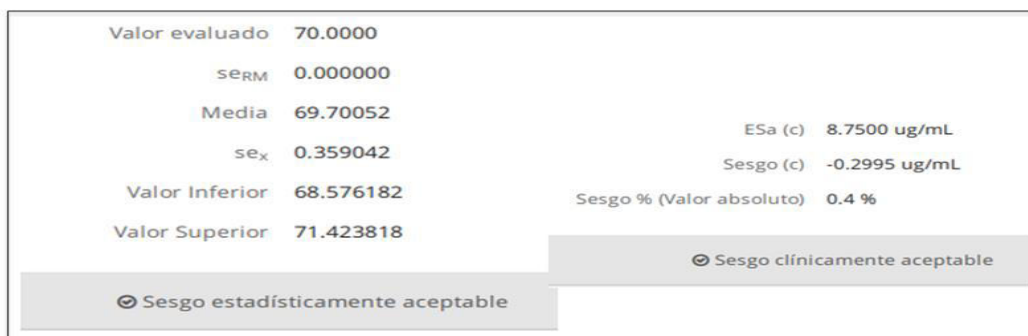 Valor evaluado 70.0000
seRM 0.000000
Media 69.70052
sex 0.359042
Valor Inferior 68.576182
Valor Superior 71.423818
Sesgo estadísticamente aceptable
ESa (c) 8.7500 ug/mL
Sesgo (c) -0.2995 ug/mL
Sesgo % (Valor absoluto) 0.4 %
Sesgo clínicamente aceptable